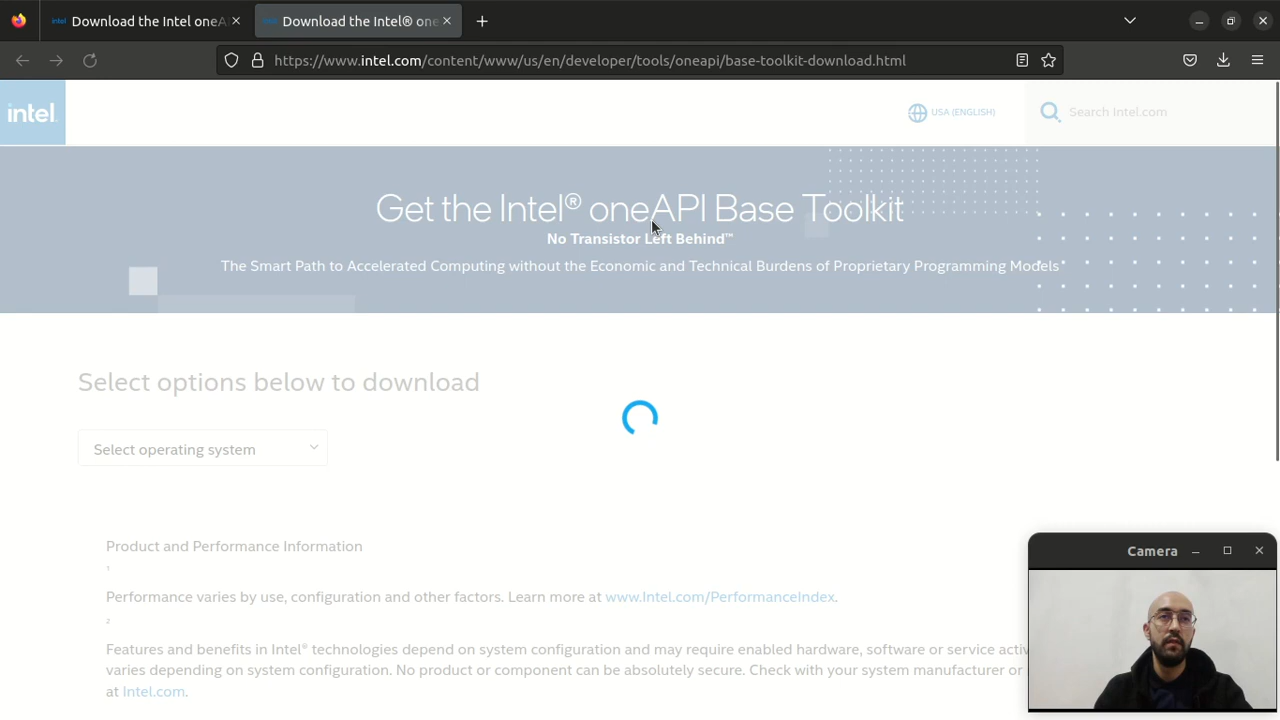 Download the Intel oneA
Download the Intel® one
https://www.intel.com/content/www/us/en/developer/tools/oneapi/base-toolkit-download.html
intel.
USA (ENGLISH)
Search Intel.com
Get the Intel® oneAPI Base Toolkit
No Transistor Left Behind™
The Smart Path to Accelerated Computing without the Economic and Technical Burdens of Proprietary Programming Models
Select options below to download
Select operating system
Product and Performance Information
1
Performance varies by use, configuration and other factors. Learn more at www.Intel.com/PerformanceIndex.
2
Features and benefits in Intel® technologies depend on system configuration and may require enabled hardware, software or service activ
varies depending on system configuration. No product or component can be absolutely secure. Check with your system manufacturer or
at Intel.com.
Camera